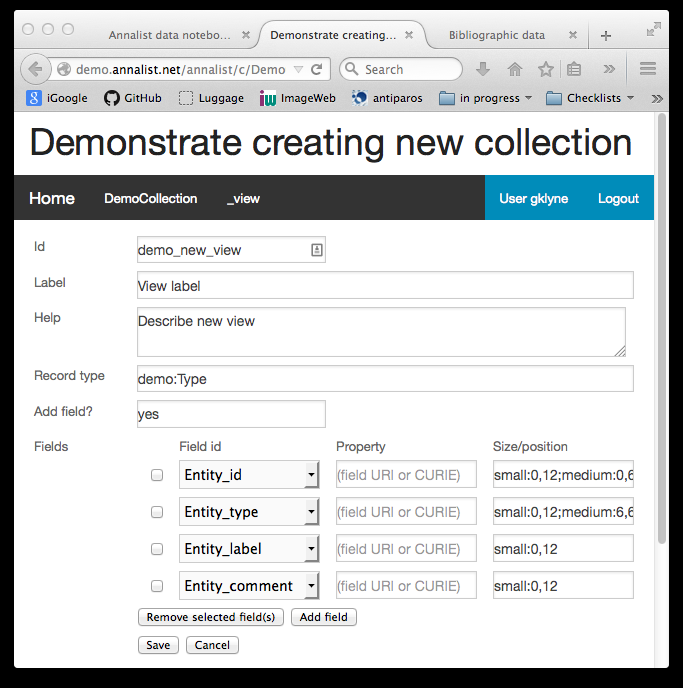 Annalist data notebo...
Demonstrate creating...
Bibliographic data
demo.annalist.net/annalist/c/Demo
Search
iGoogle
GitHub
Luggage
ImageWeb
antiparos
in progress
Checklists
Demonstrate creating new collection
Home
DemoCollection
_view
User gklyne
Logout
Id
demo_new_view
Label
View label
Help
Describe new view
Record type
demo:Type
Add field?
yes
Fields
Field id
Property
Size/position
Entity_id
(field URI or CURIE)
small:0,12;medium:0,6
Entity_type
(field URI or CURIE)
small:0,12;medium:6,6
Entity_label
(field URI or CURIE)
small:0,12
Entity_comment
(field URI or CURIE)
small:0,12
Remove selected field(s)
Add field
Save
Cancel